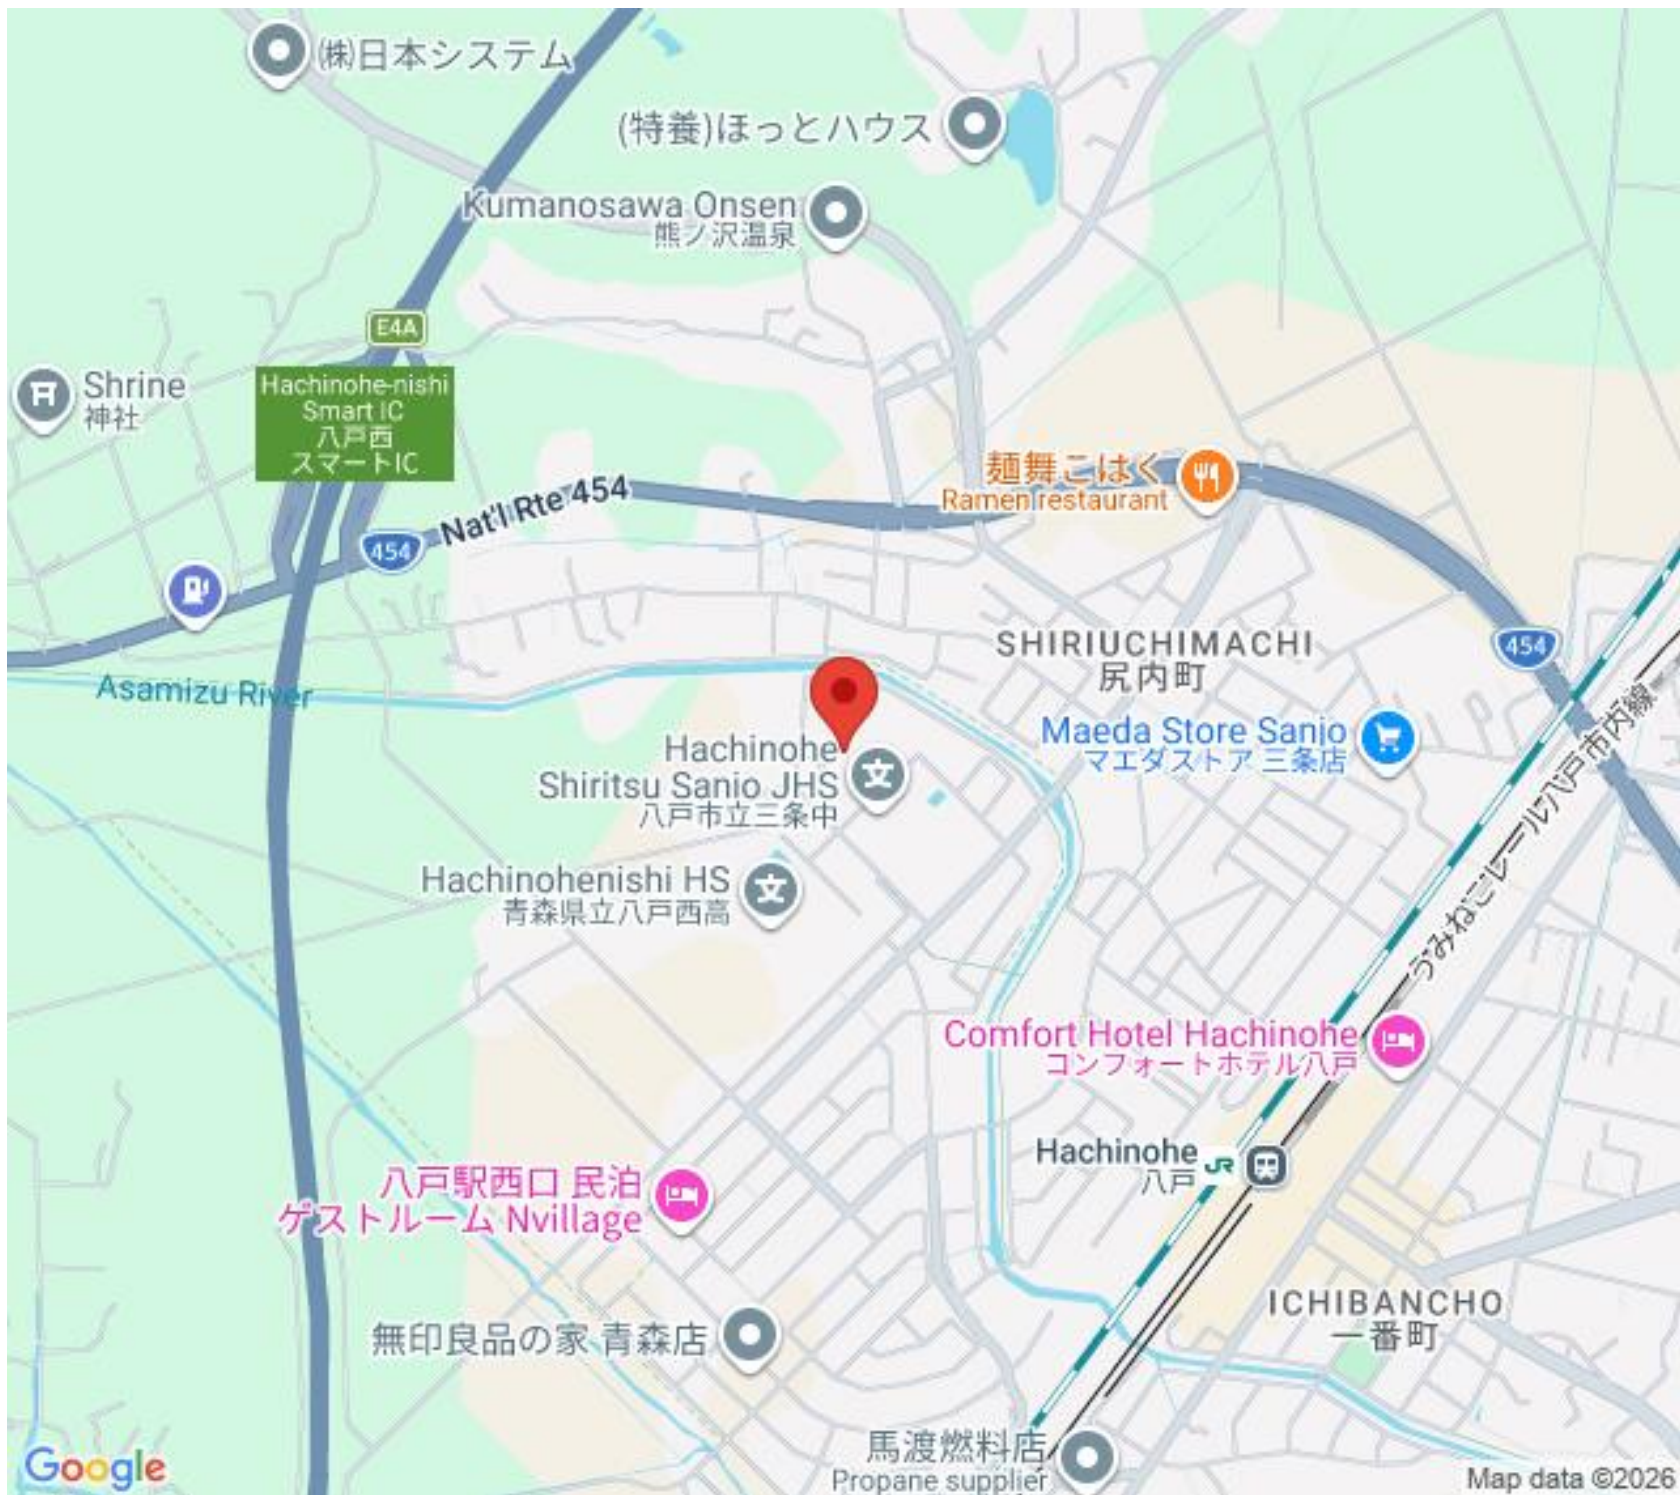 ㈱日本システム
(特養)ほっとハウス
Kumanosawa Onsen
熊ノ沢温泉
E4A
Shrine
神社
Hachinohe-nishi
Smart IC
八戸西
スマートIC
麺舞こはく
Ramen restaurant
Nat'l Rte 454
454
SHIRIUCHIMACHI
尻内町
454
Asamizu River
Maeda Store Sanjo
マエダストア 三条店
Hachinohe
Shiritsu Sanjo JHS
八戸市立三条中
文
うみねこレール八戸市内線
Hachinohenishi HS
青森県立八戸西高
文
Comfort Hotel Hachinohe
コンフォートホテル八戸
Hachinohe
八戸
JR
八戸駅西口 民泊
ゲストルーム Nvillage
ICHIBANCHO
一番町
無印良品の家 青森店
馬渡燃料店
Propane supplier
Google
Map data ©2026